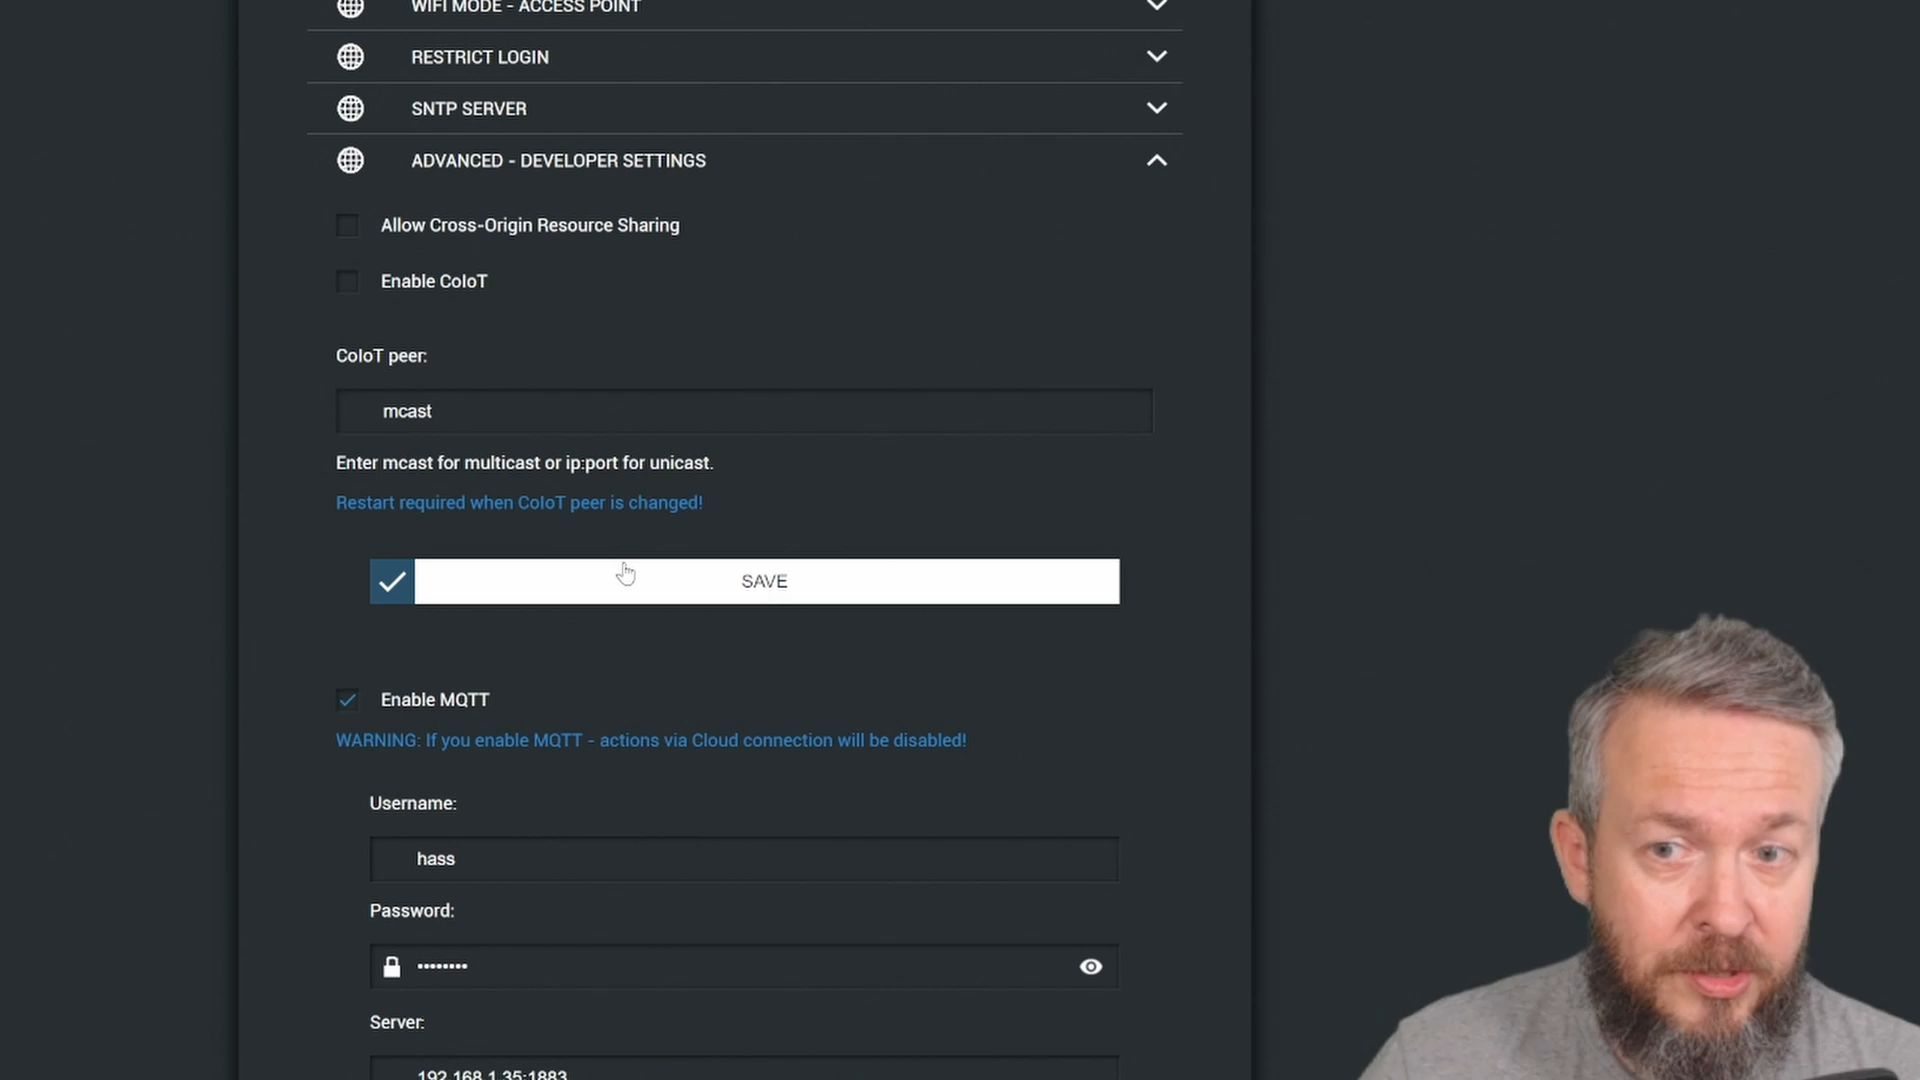 WIFI MODE - ACCESS POINT
RESTRICT LOGIN
SNTP SERVER
ADVANCED - DEVELOPER SETTINGS
Allow Cross-Origin Resource Sharing
Enable CoIoT
CoIoT peer:
mcast
Enter mcast for multicast or ip:port for unicast.
Restart required when CoIoT peer is changed!
SAVE
Enable MQTT
WARNING: If you enable MQTT - actions via Cloud connection will be disabled!
Username:
hass
Password:
••••••••
Server:
192.168.1.35:1883